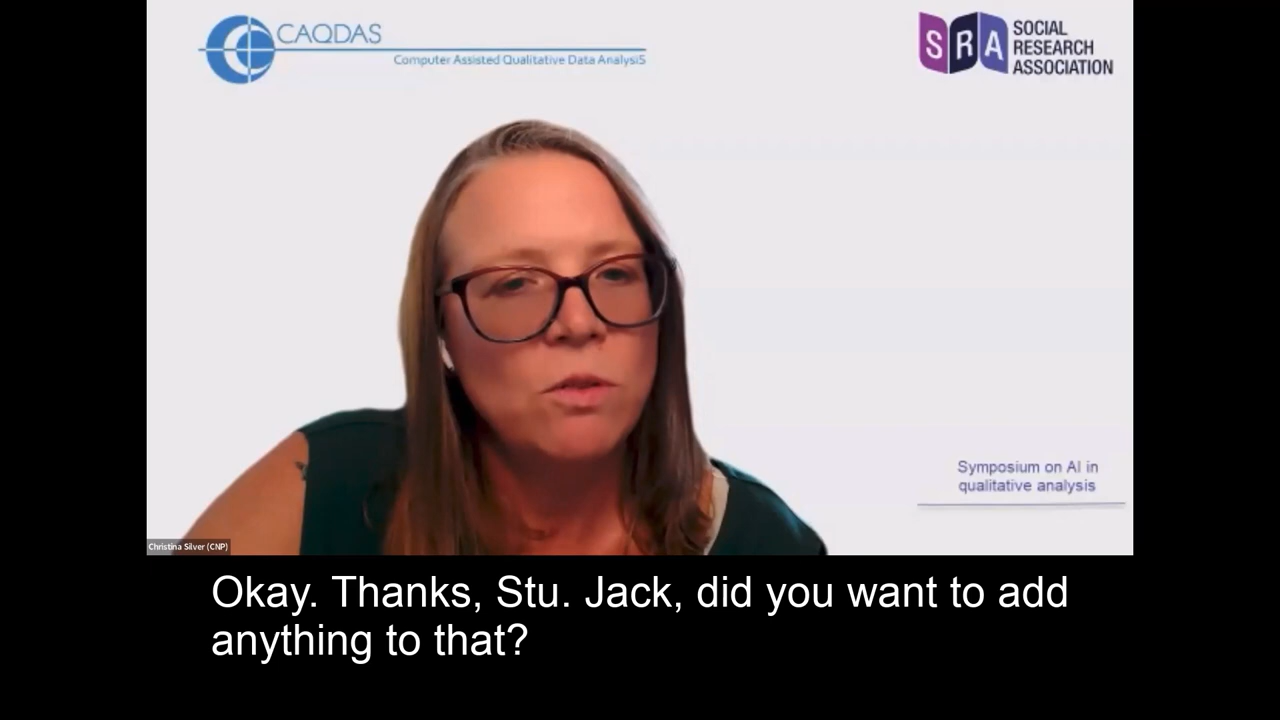 CAQDAS
Computer Assisted Qualitative Data AnalysiS
SRA
SOCIAL
RESEARCH
ASSOCIATION
Symposium on AI in
qualitative analysis
Christina Silver (CNP)
Okay. Thanks, Stu. Jack, did you want to add
anything to that?